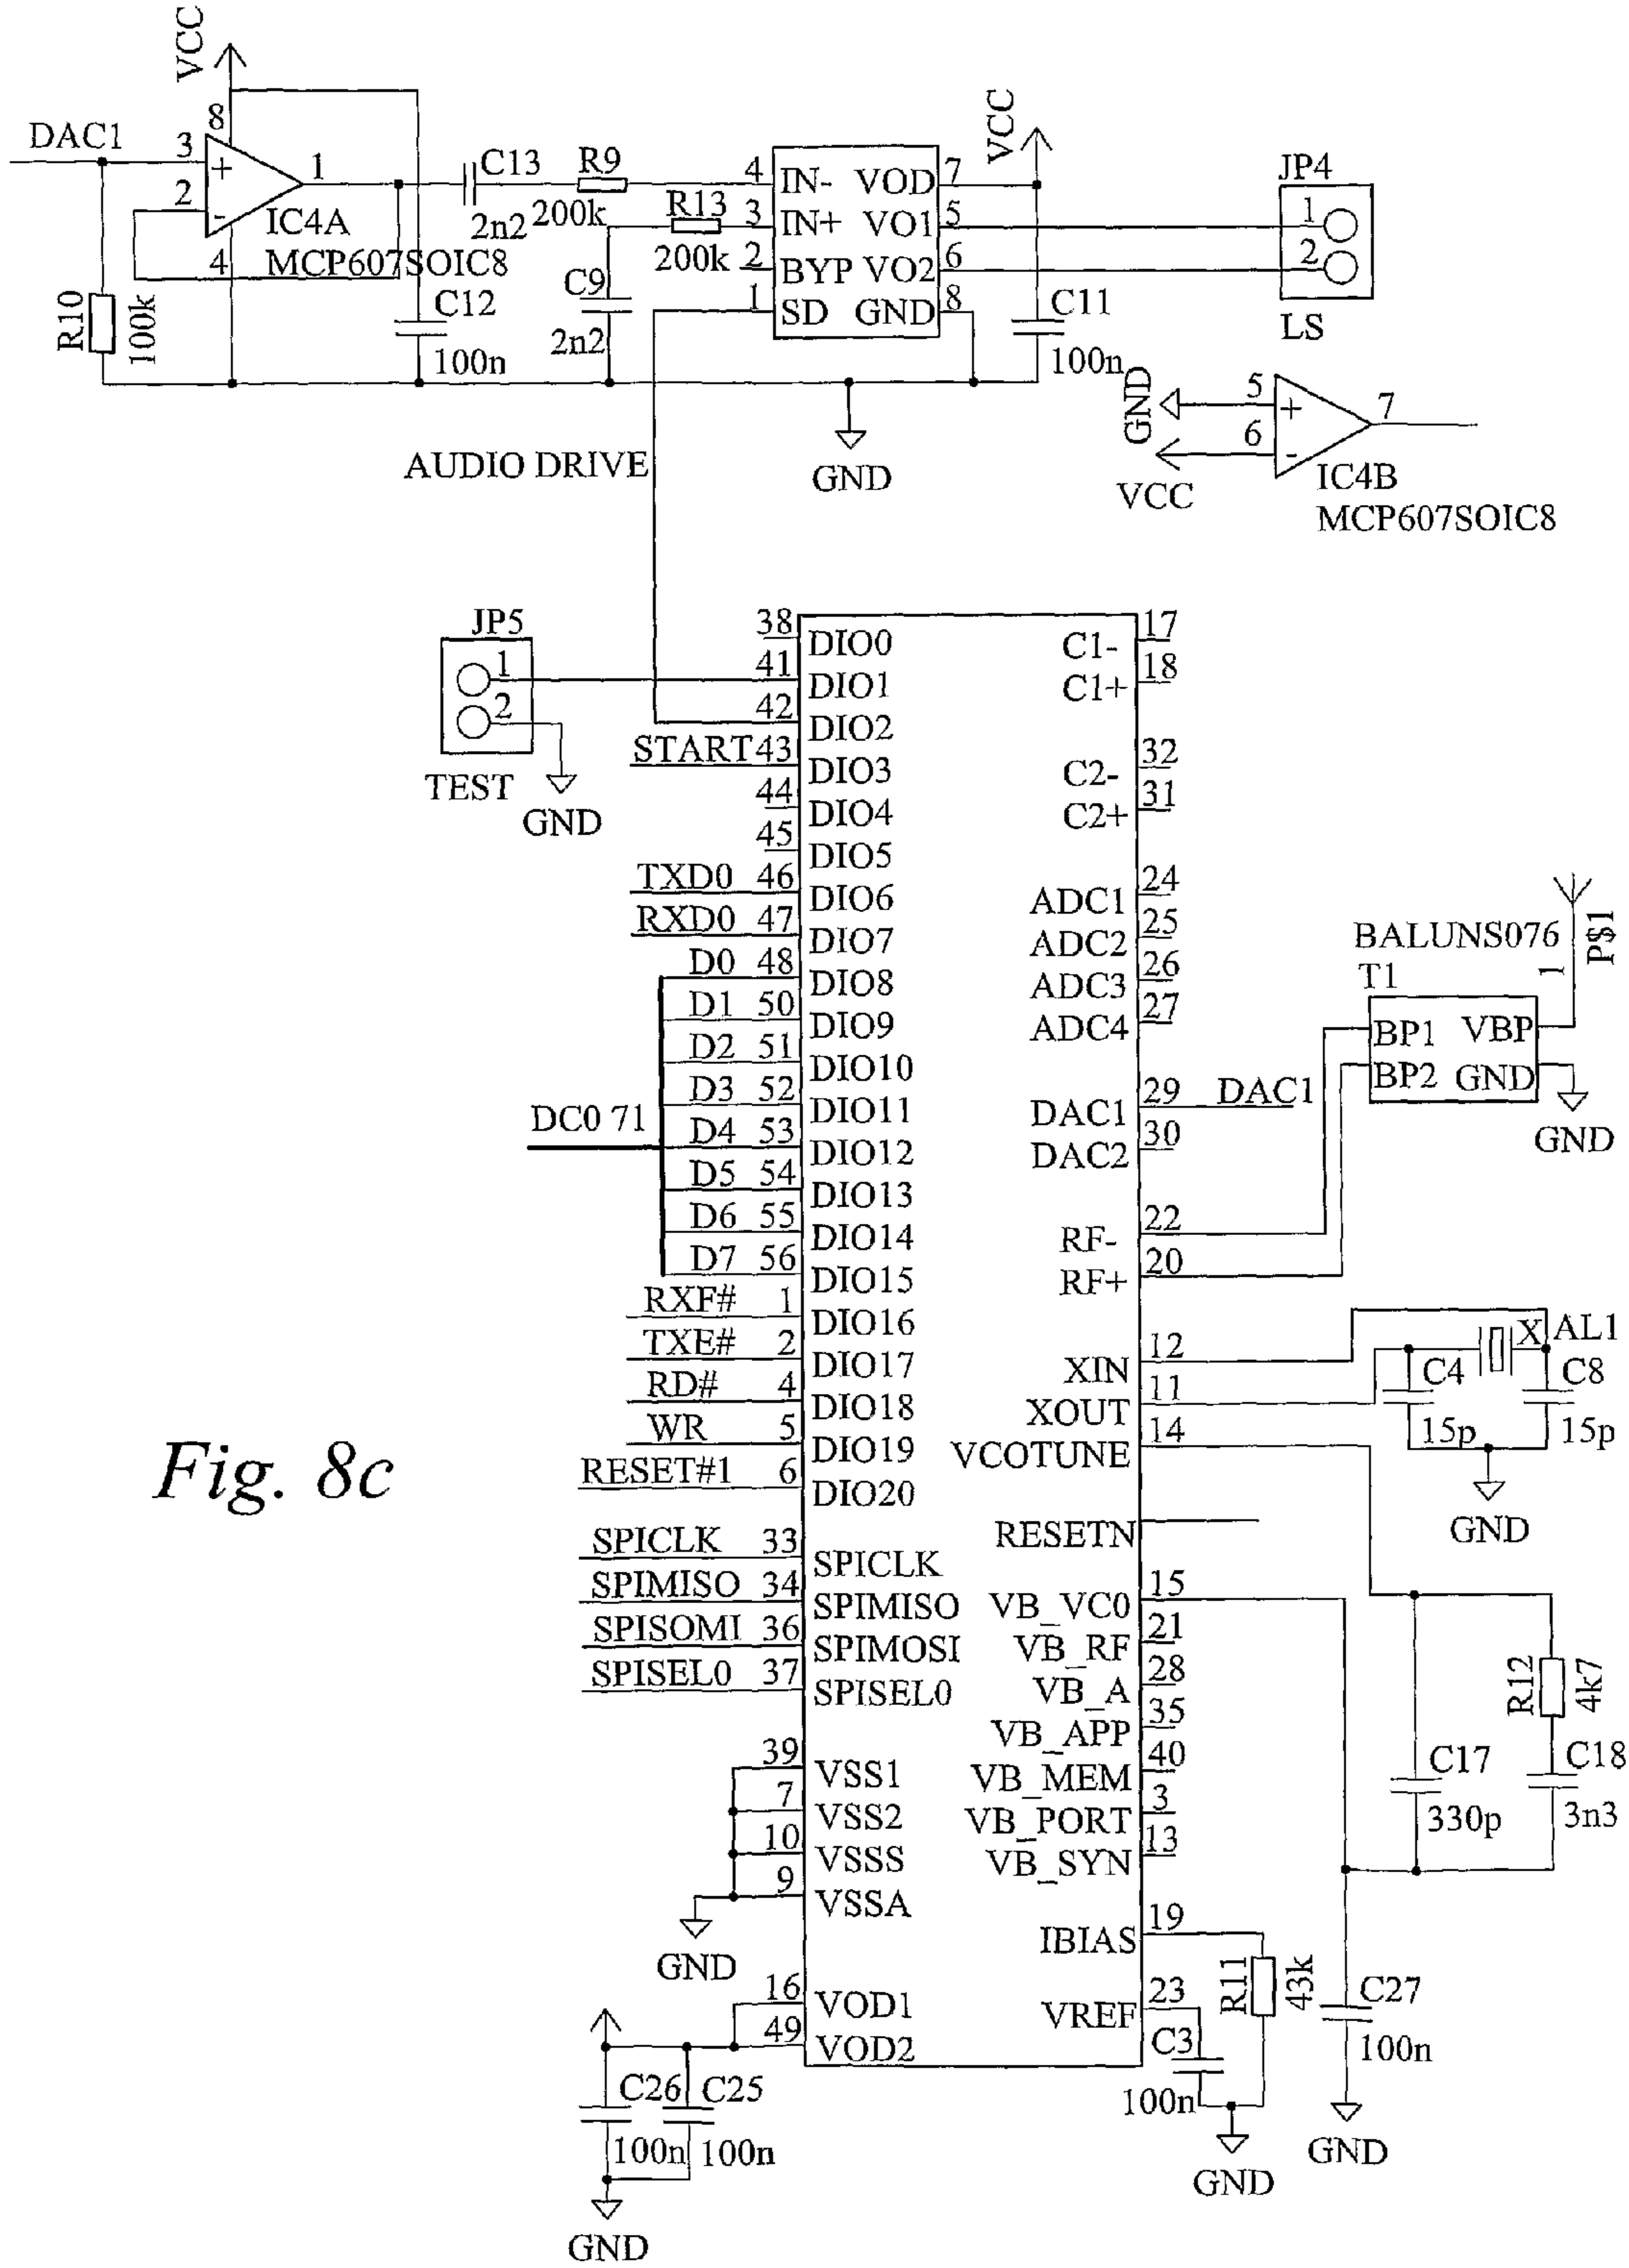 VCC
DAC1
8
3
+
1
2
-
IC4A
4
MCP607SOIC8
R10
100k
C12
100n
C13
2n2
R9
200k
R13
200k
C9
2n2
4 IN- VOD 7
3 IN+ VO1 5
2 BYP VO2 6
1 SD GND 8
VCC
C11
100n
JP4
1
2
LS
GND
AUDIO DRIVE
GND
VCC
5
+
6
-
7
IC4B
MCP607SOIC8
JP5
1
2
TEST
GND
38 DIO0
41 DIO1
42 DIO2
START 43 DIO3
44 DIO4
45 DIO5
TXD0 46 DIO6
RXD0 47 DIO7
D0 48 DIO8
D1 50 DIO9
D2 51 DIO10
D3 52 DIO11
DC0 71
D4 53 DIO12
D5 54 DIO13
D6 55 DIO14
D7 56 DIO15
RXF# 1 DIO16
TXE# 2 DIO17
RD# 4 DIO18
WR 5 DIO19
RESET#1 6 DIO20
SPICLK 33 SPICLK
SPIMISO 34 SPIMISO
SPISOMI 36 SPIMOSI
SPISEL0 37 SPISEL0
39 VSS1
7 VSS2
10 VSSS
9 VSSA
GND
16 VOD1
49 VOD2
C26
100n
C25
100n
GND
C1- 17
C1+ 18
C2- 32
C2+ 31
ADC1 24
ADC2 25
ADC3 26
ADC4 27
DAC1 29 DAC1
DAC2 30
RF- 22
RF+ 20
XIN 12
XOUT 11
VCOTUNE 14
RESETN
VB_VC0 15
VB_RF 21
VB_A 28
VB_APP 35
VB_MEM 40
VB_PORT 3
VB_SYN 13
IBIAS 19
VREF 23
BALUNS076
T1
1
P$1
BP1 VBP
BP2 GND
GND
X AL1
C4
15p
C8
15p
GND
R12
4k7
C17
330p
C18
3n3
R11
43k
C3
100n
GND
C27
100n
GND
Fig. 8c